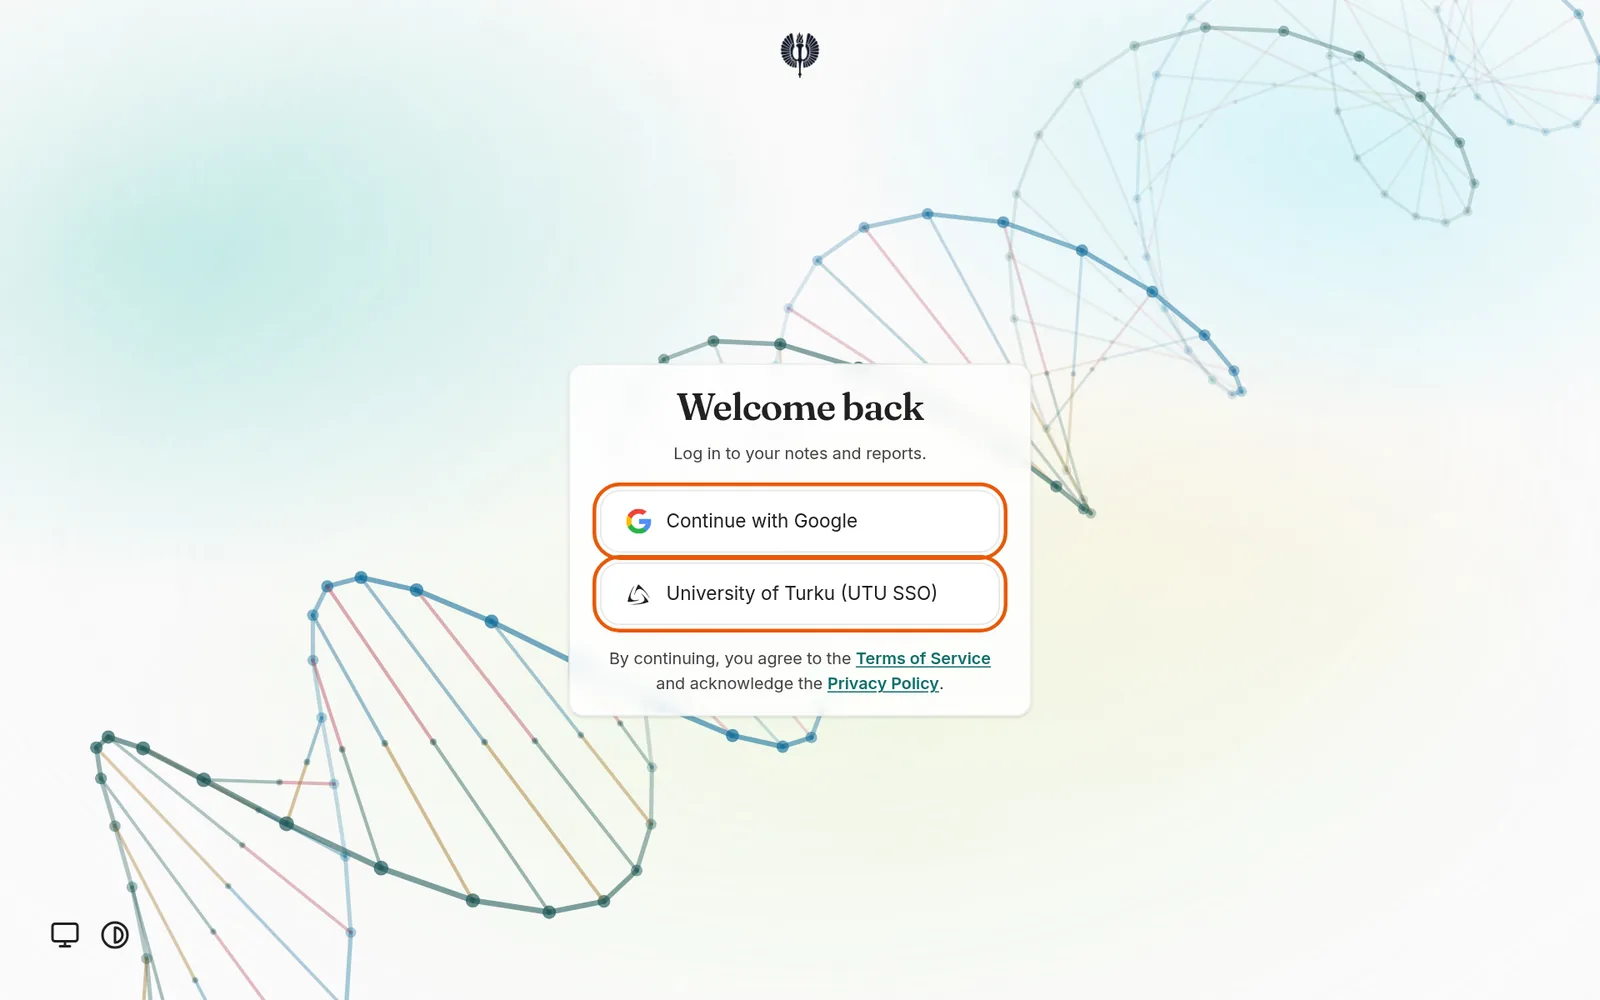 Welcome back
Log in to your notes and reports.
Continue with Google
University of Turku (UTU SSO)
By continuing, you agree to the Terms of Service
and acknowledge the Privacy Policy.